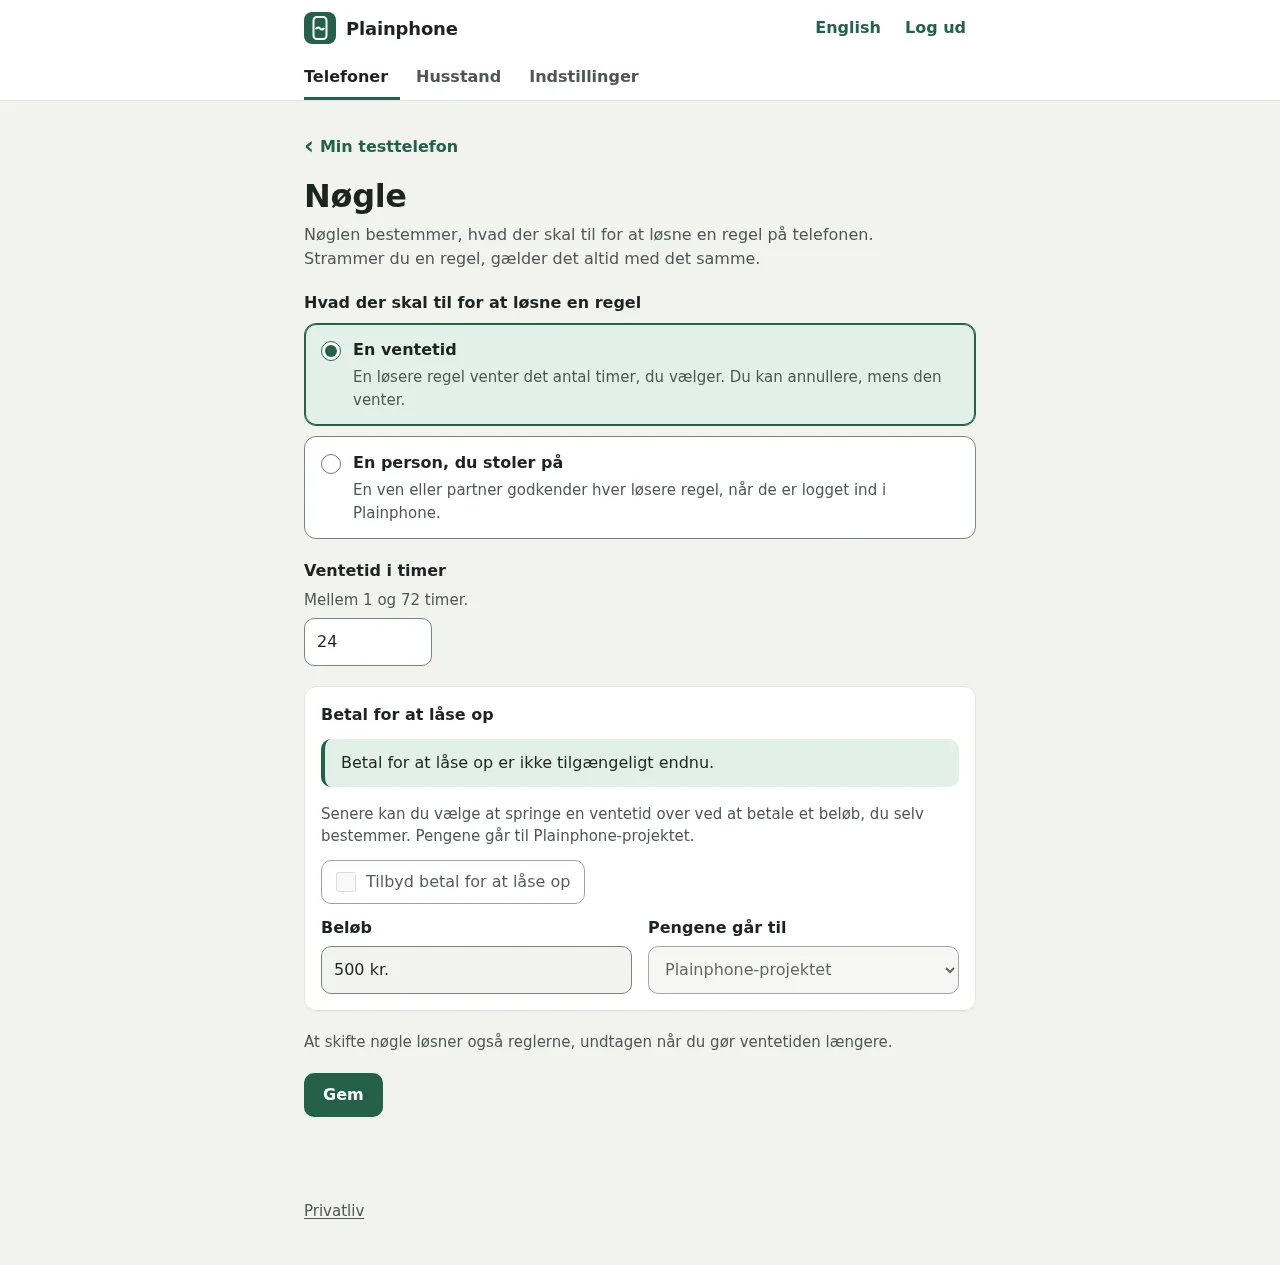 Plainphone
English
Log ud
Telefoner
Husstand
Indstillinger
‹ Min testtelefon
Nøgle
Nøglen bestemmer, hvad der skal til for at løsne en regel på telefonen.
Strammer du en regel, gælder det altid med det samme.
Hvad der skal til for at løsne en regel
En ventetid
En løsere regel venter det antal timer, du vælger. Du kan annullere, mens den
venter.
En person, du stoler på
En ven eller partner godkender hver løsere regel, når de er logget ind i
Plainphone.
Ventetid i timer
Mellem 1 og 72 timer.
24
Betal for at låse op
Betal for at låse op er ikke tilgængeligt endnu.
Senere kan du vælge at springe en ventetid over ved at betale et beløb, du selv
bestemmer. Pengene går til Plainphone-projektet.
Tilbyd betal for at låse op
Beløb
Pengene går til
500 kr.
Plainphone-projektet
At skifte nøgle løsner også reglerne, undtagen når du gør ventetiden længere.
Gem
Privatliv